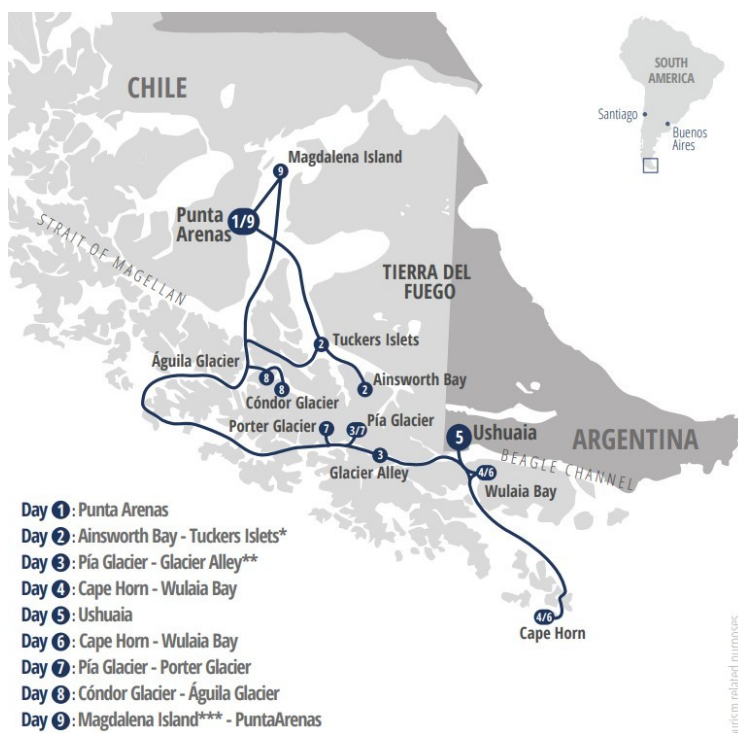 CHILE
SOUTH
AMERICA
Santiago
Buenos
Aires
Magdalena Island
9
Punta
Arenas
1/9
STRAIT OF MAGELLAN
TIERRA DEL
FUEGO
2
Tuckers Islets
Águila Glacier
8
8
Cóndor Glacier
2
Ainsworth Bay
Porter Glacier
7
3/7
Pía Glacier
5
Ushuaia
ARGENTINA
3
Glacier Alley
BEAGLE CHANNEL
4/6
Wulaia Bay
4/6
Cape Horn
Day 1: Punta Arenas
Day 2: Ainsworth Bay - Tuckers Islets*
Day 3: Pía Glacier - Glacier Alley**
Day 4: Cape Horn - Wulaia Bay
Day 5: Ushuaia
Day 6: Cape Horn - Wulaia Bay
Day 7: Pía Glacier - Porter Glacier
Day 8: Cóndor Glacier - Águila Glacier
Day 9: Magdalena Island*** - PuntaArenas
related purposes